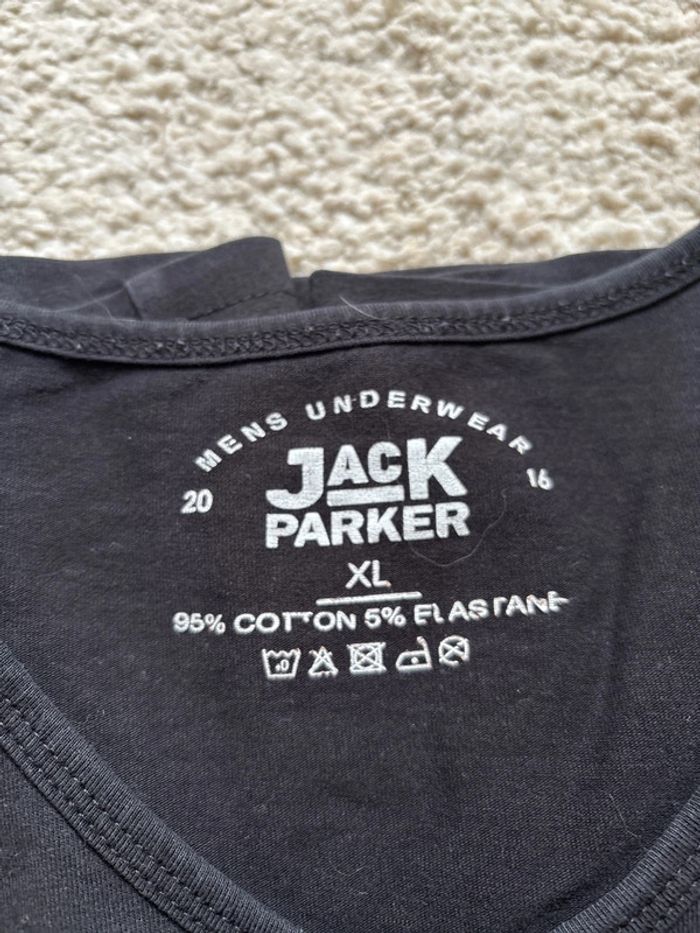 MENS UNDERWEAR
20 16
JACK
PARKER
XL
95% COTTON 5% ELASTANE